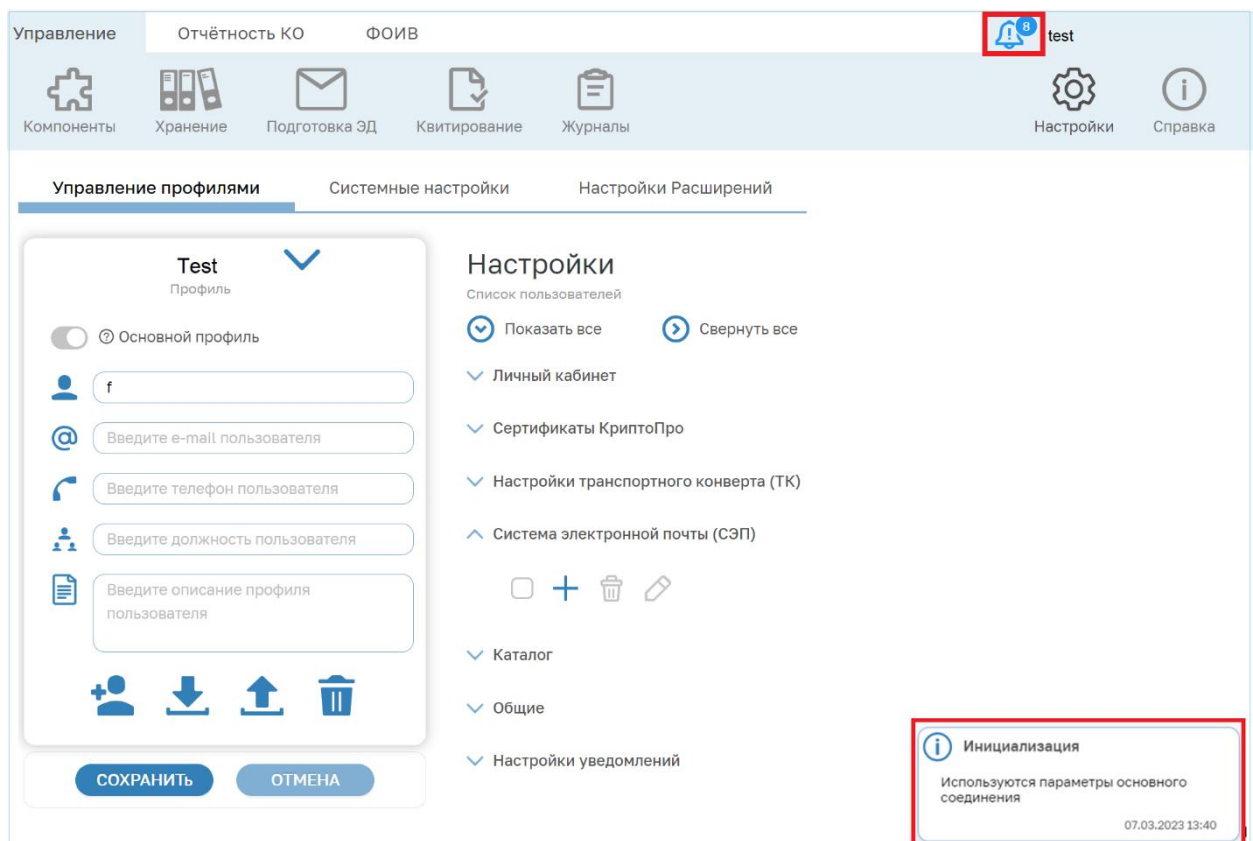 Управление Отчётность КО ФОИВ 8 test
Компоненты Хранение Подготовка ЭД Квитирование Журналы Настройки Справка
Управление профилями Системные настройки Настройки Расширений
Test
Профиль
Основной профиль
f
Введите e-mail пользователя
Введите телефон пользователя
Введите должность пользователя
Введите описание профиля
пользователя
СОХРАНИТЬ ОТМЕНА
Настройки
Список пользователей
Показать все Свернуть все
Личный кабинет
Сертификаты КриптоПро
Настройки транспортного конверта (ТК)
Система электронной почты (СЭП)
Каталог
Общие
Настройки уведомлений
Инициализация
Используются параметры основного
соединения
07.03.2023 13:40